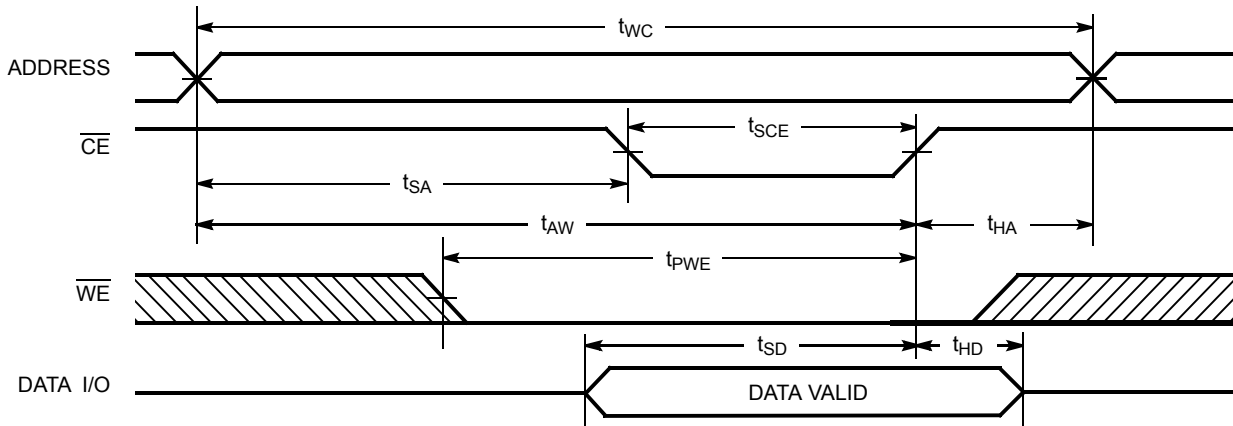 tWC
ADDRESS
CE
tSCE
tSA
tAW
tHA
tPWE
WE
tSD
tHD
DATA I/O
DATA VALID